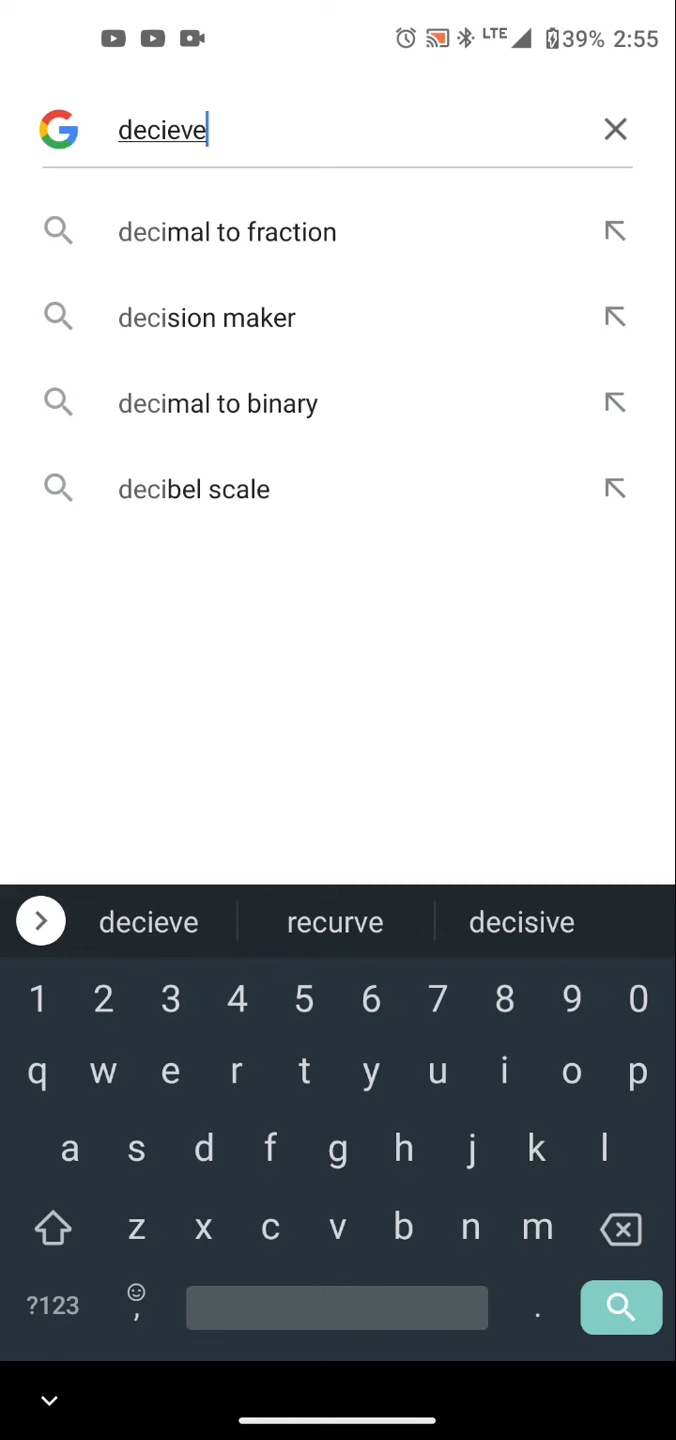 LTE 39% 2:55
decieve
decimal to fraction
decision maker
decimal to binary
decibel scale
decieve recurve decisive
1 2 3 4 5 6 7 8 9 0
q w e r t y u i o p
a s d f g h j k l
z x c v b n m
?123 , .